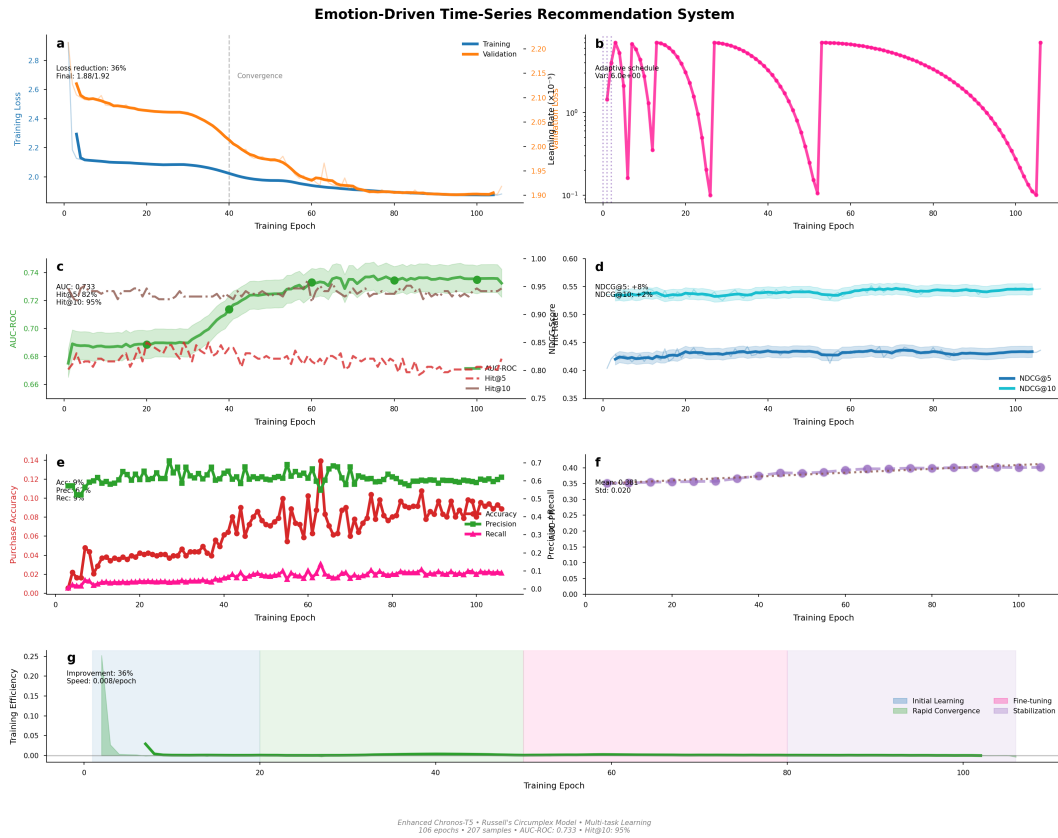 Emotion-Driven Time-Series Recommendation System
a
Loss reduction: 36%
Final: 1.88/1.92
Convergence
Training
Validation
Training Loss
2.8
2.6
2.4
2.2
2.0
2.20
2.15
2.10
2.05
2.00
1.95
1.90
0 20 40 60 80 100
Training Epoch
b
Adaptive schedule
Var: 6.0e+00
Learning Rate (×10⁻⁵)
10⁰
10⁻¹
0 20 40 60 80 100
Training Epoch
c
AUC: 0.733
Hit@5: 82%
Hit@10: 95%
AUC-ROC
0.74
0.72
0.70
0.68
0.66
1.00
0.95
0.90
0.85
0.80
0.75
AUC-ROC
Hit@5
Hit@10
0 20 40 60 80 100
Training Epoch
d
NDCG@5: +8%
NDCG@10: +2%
0.60
0.55
0.50
0.45
0.40
0.35
NDCG@5
NDCG@10
0 20 40 60 80 100
Training Epoch
e
Acc: 9%
Prec: 62%
Rec: 9%
Purchase Accuracy
0.14
0.12
0.10
0.08
0.06
0.04
0.02
0.00
0.7
0.6
0.5
0.4
0.3
0.2
0.1
0.0
Accuracy
Precision
Recall
Precision/Recall
0 20 40 60 80 100
Training Epoch
f
Mean: 0.381
Std: 0.020
0.40
0.35
0.30
0.25
0.20
0.15
0.10
0.05
0.00
0 20 40 60 80 100
Training Epoch
g
Improvement: 36%
Speed: 0.008/epoch
Training Efficiency
0.25
0.20
0.15
0.10
0.05
0.00
Initial Learning
Rapid Convergence
Fine-tuning
Stabilization
0 20 40 60 80 100
Training Epoch
Enhanced Chronos-T5 • Russell's Circumplex Model • Multi-task Learning
106 epochs • 207 samples • AUC-ROC: 0.733 • Hit@10: 95%